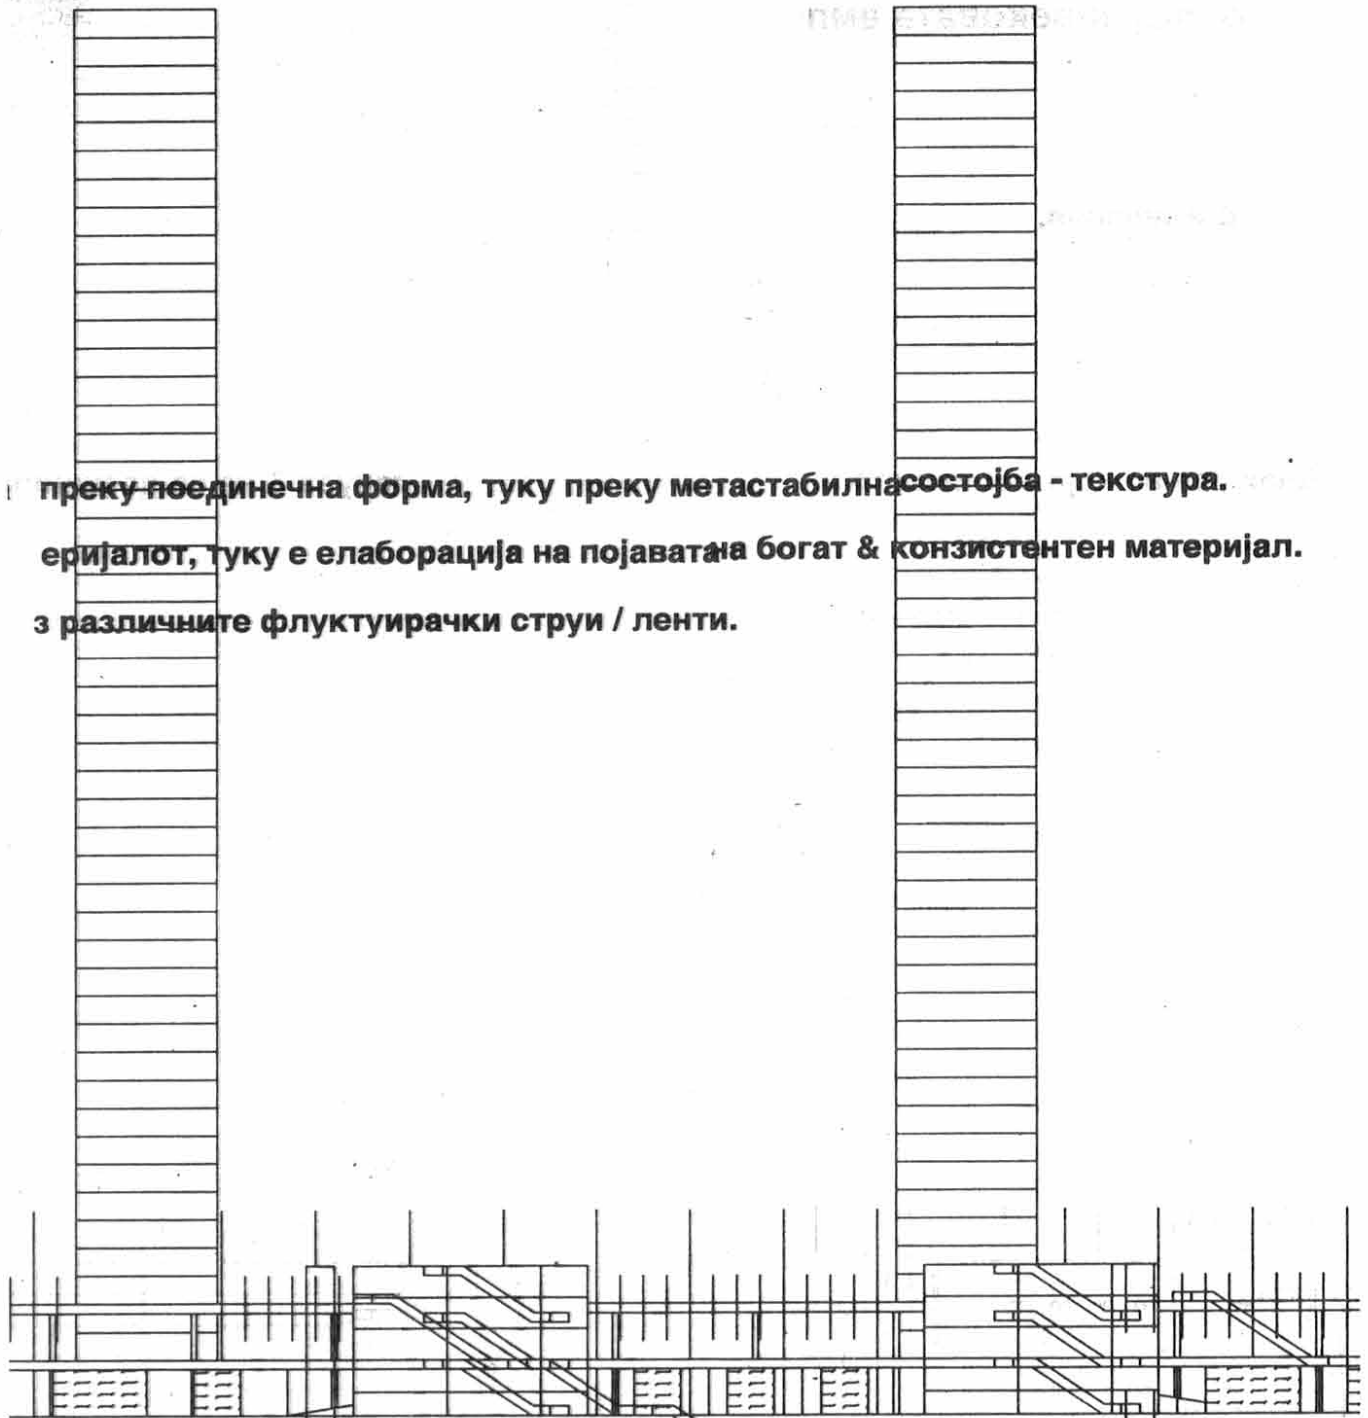 преку поединечна форма, туку преку метастабилна состојба - текстура.
еријалот, туку е елаборација на појавата на богат & конзистентен материјал.
з различните флуктуирачки струи / ленти.